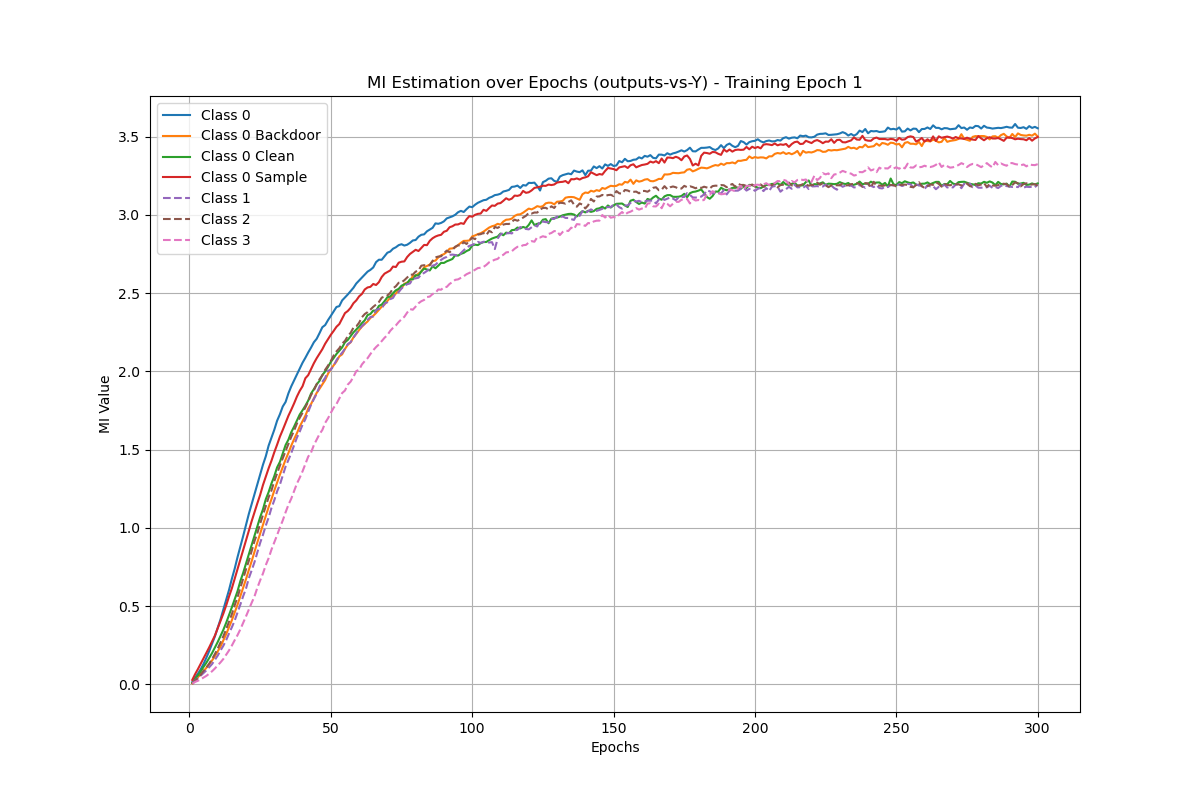 MI Estimation over Epochs (outputs-vs-Y) - Training Epoch 1
Class 0
Class 0 Backdoor
Class 0 Clean
Class 0 Sample
Class 1
Class 2
Class 3
MI Value
3.5
3.0
2.5
2.0
1.5
1.0
0.5
0.0
0 50 100 150 200 250 300
Epochs